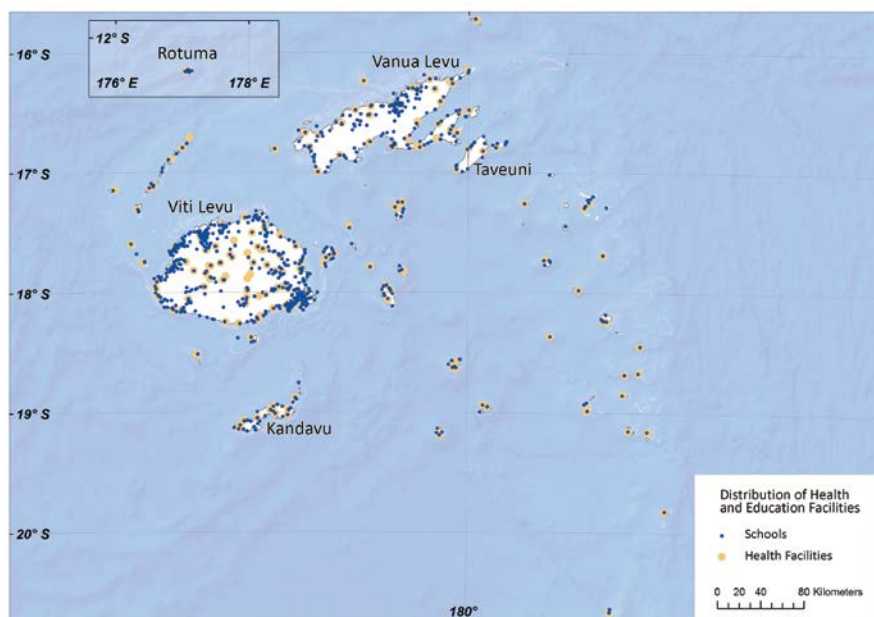 12° S
Rotuma
176° E
178° E
16° S
Vanua Levu
17° S
Taveuni
Viti Levu
18° S
19° S
Kandavu
20° S
180°
Distribution of Health
and Education Facilities
Schools
Health Facilities
0 20 40 80 Kilometers